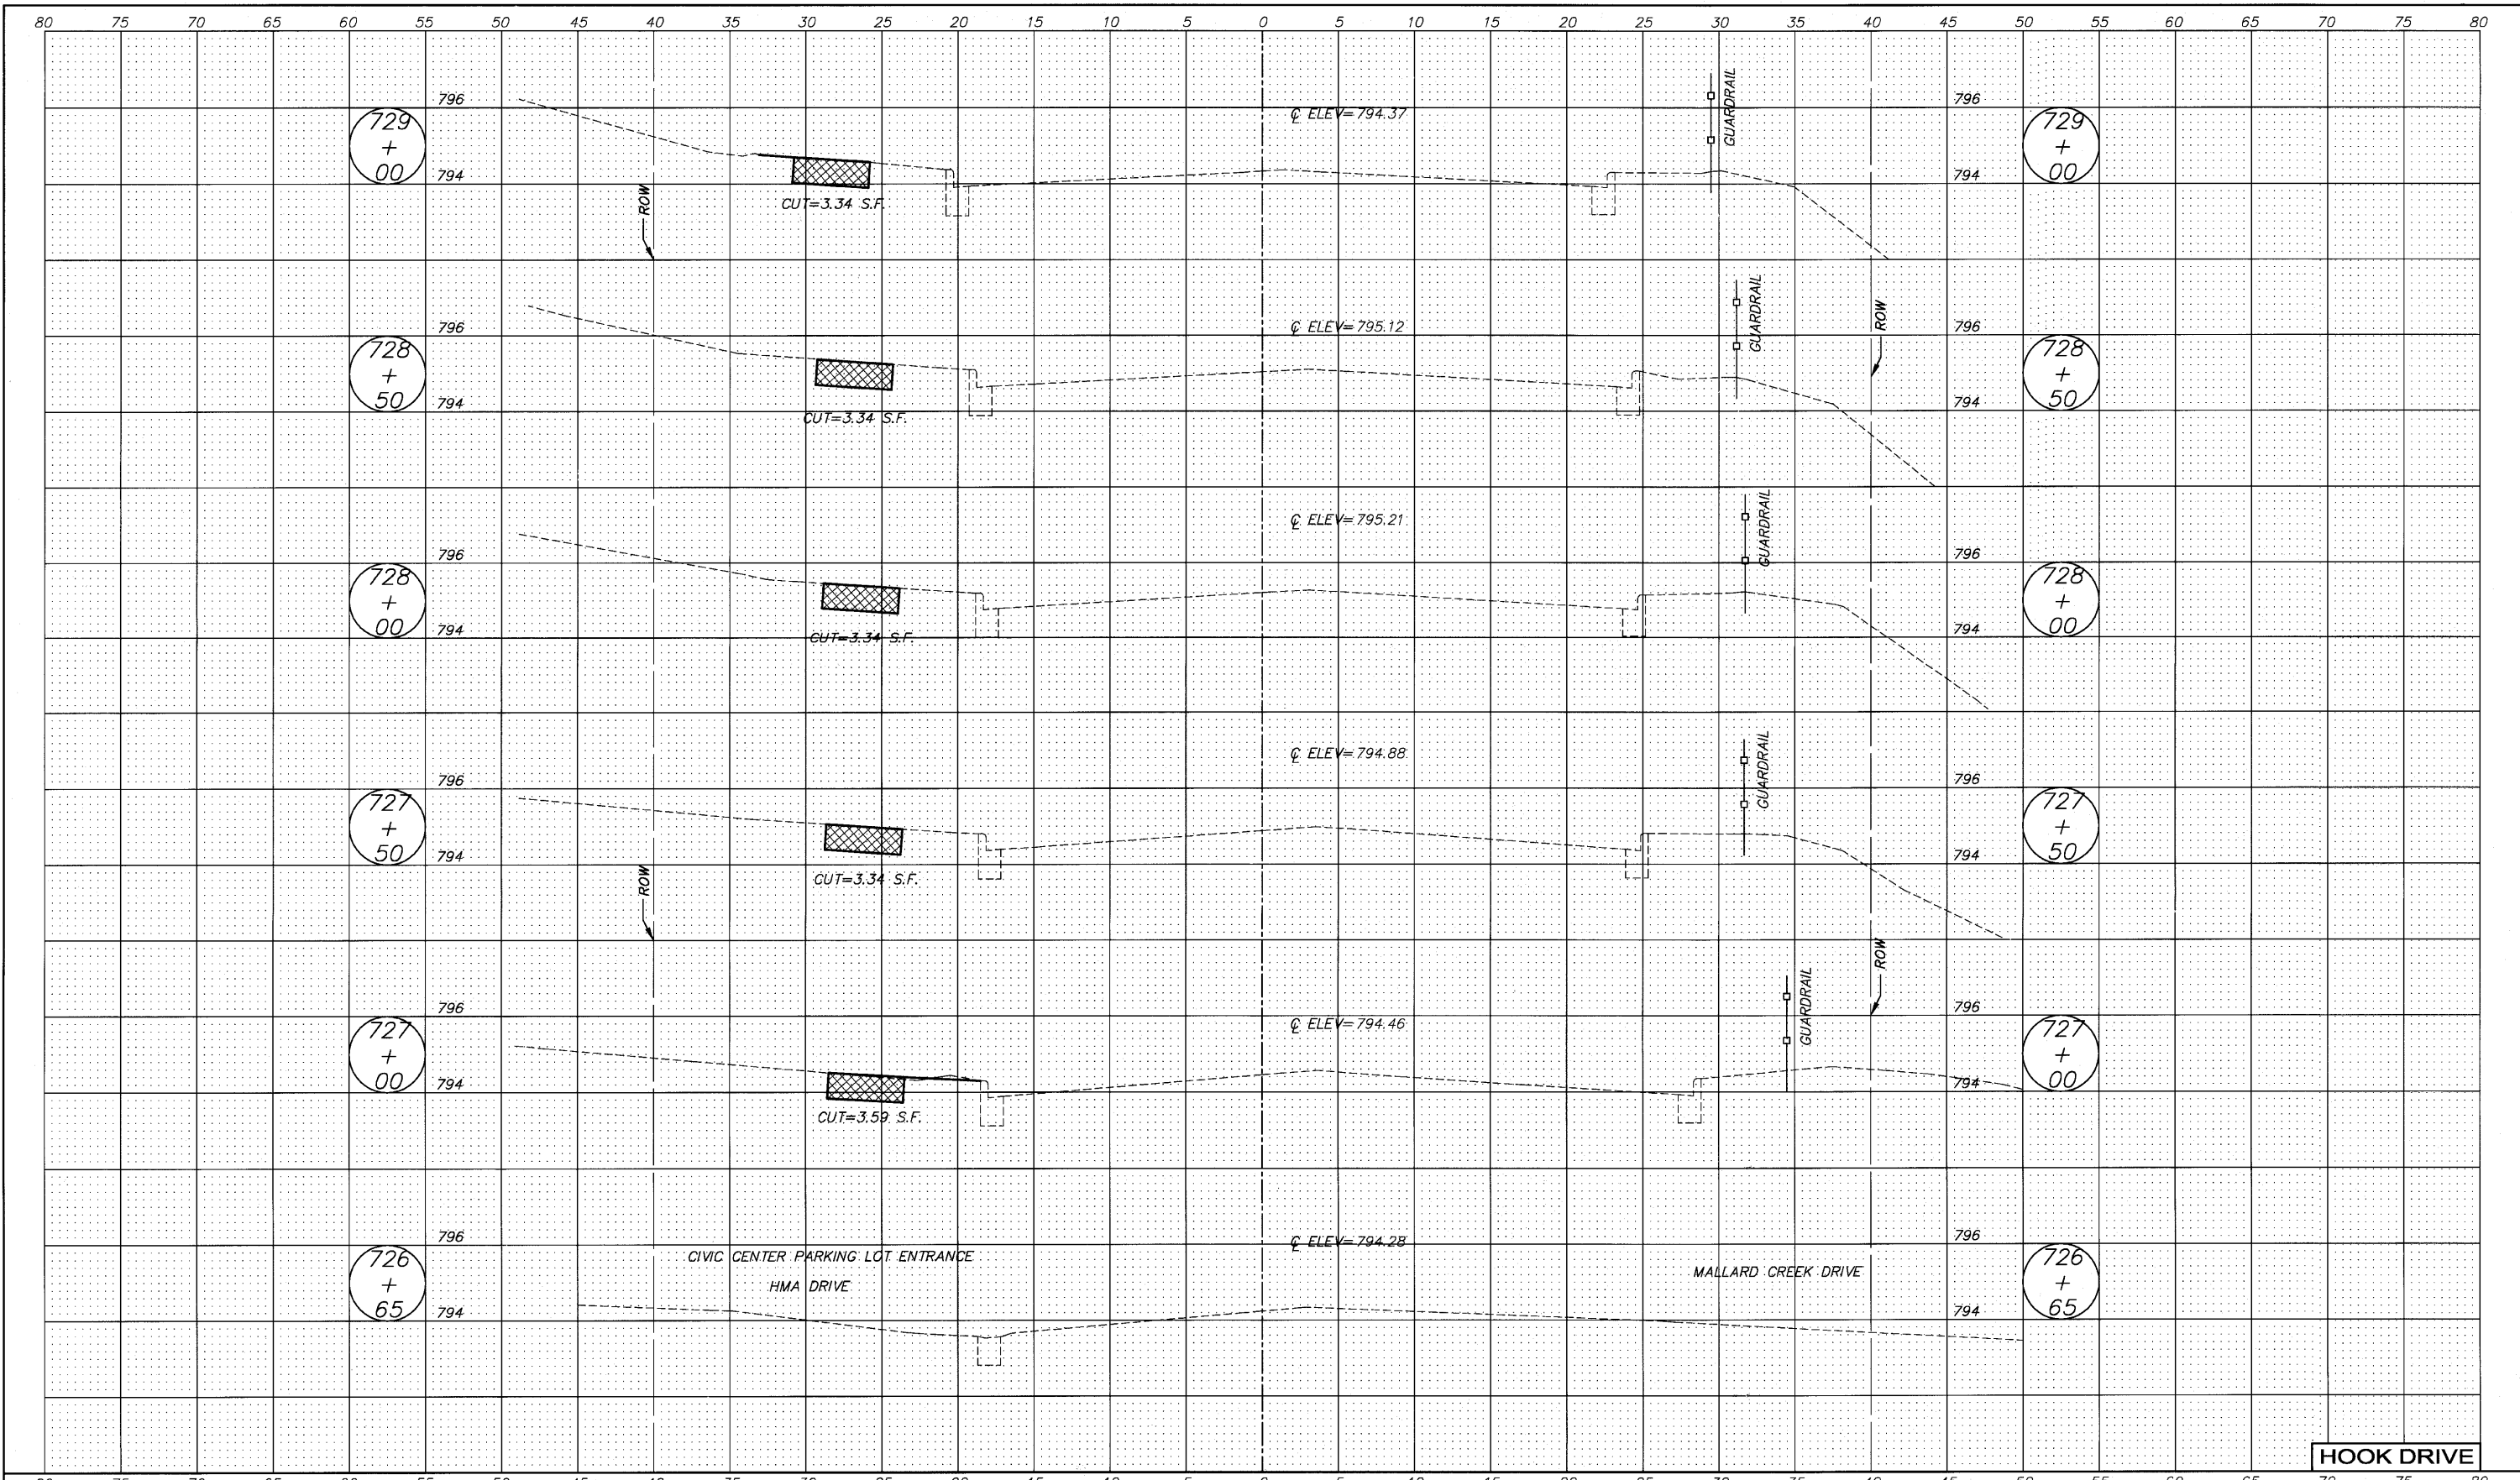 80 75 70 65 60 55 50 45 40 35 30 25 20 15 10 5 0 5 10 15 20 25 30 35 40 45 50 55 60 65 70 75 80
796 ℄ ELEV=794.37 GUARDRAIL 796
729 + 00 729 + 00
794 794
CUT=3.34 S.F.
ROW
796 ℄ ELEV=795.12 GUARDRAIL ROW 796
728 + 50 728 + 50
794 794
CUT=3.34 S.F.
796 ℄ ELEV=795.21 GUARDRAIL 796
728 + 00 728 + 00
794 794
CUT=3.34 S.F.
796 ℄ ELEV=794.88 GUARDRAIL 796
727 + 50 727 + 50
794 794
CUT=3.34 S.F.
ROW
796 ℄ ELEV=794.46 GUARDRAIL ROW 796
727 + 00 727 + 00
794 794
CUT=3.59 S.F.
796 ℄ ELEV=794.28 796
CIVIC CENTER PARKING LOT ENTRANCE
HMA DRIVE
MALLARD CREEK DRIVE
726 + 65 726 + 65
794 794
HOOK DRIVE